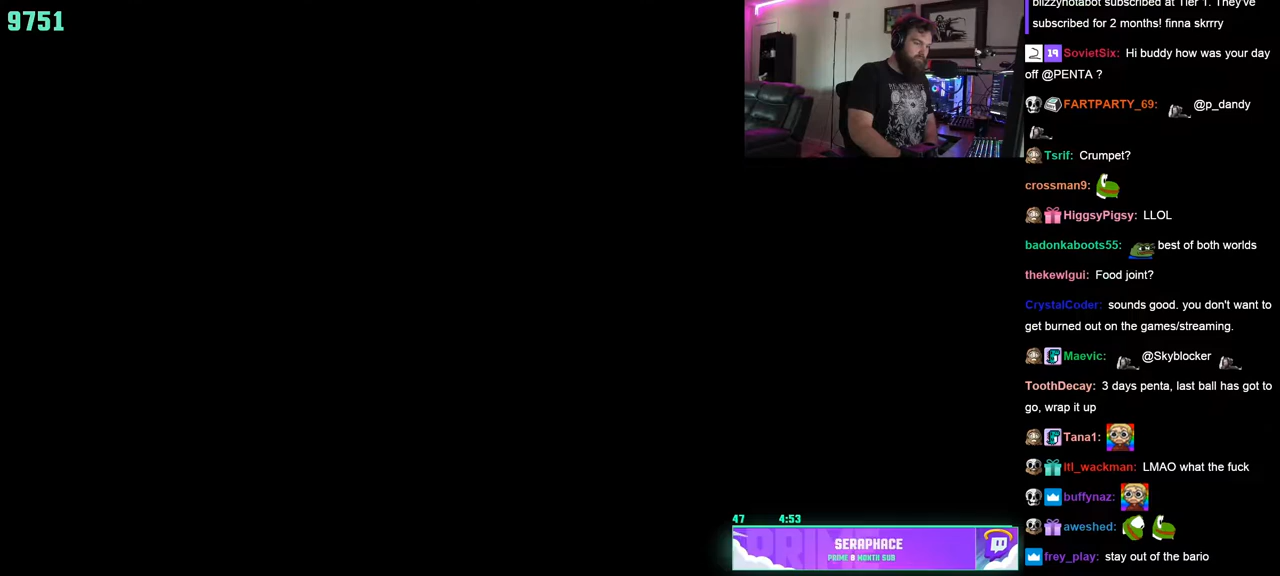 9751
blizzynotabot subscribed at Tier 1. They've
subscribed for 2 months! finna skrrry
19 SovietSix: Hi buddy how was your day
off @PENTA ?
FARTPARTY_69: @p_dandy
Tsrif: Crumpet?
crossman9:
HiggsyPigsy: LLOL
badonkaboots55: best of both worlds
thekewlgui: Food joint?
CrystalCoder: sounds good. you don't want to
get burned out on the games/streaming.
Maevic: @Skyblocker
ToothDecay: 3 days penta, last ball has got to
go, wrap it up
Tana1:
ltl_wackman: LMAO what the fuck
buffynaz:
aweshed:
frey_play: stay out of the bario
47 4:53
PRIME
SERAPHACE
PRIME 8 MONTH SUB